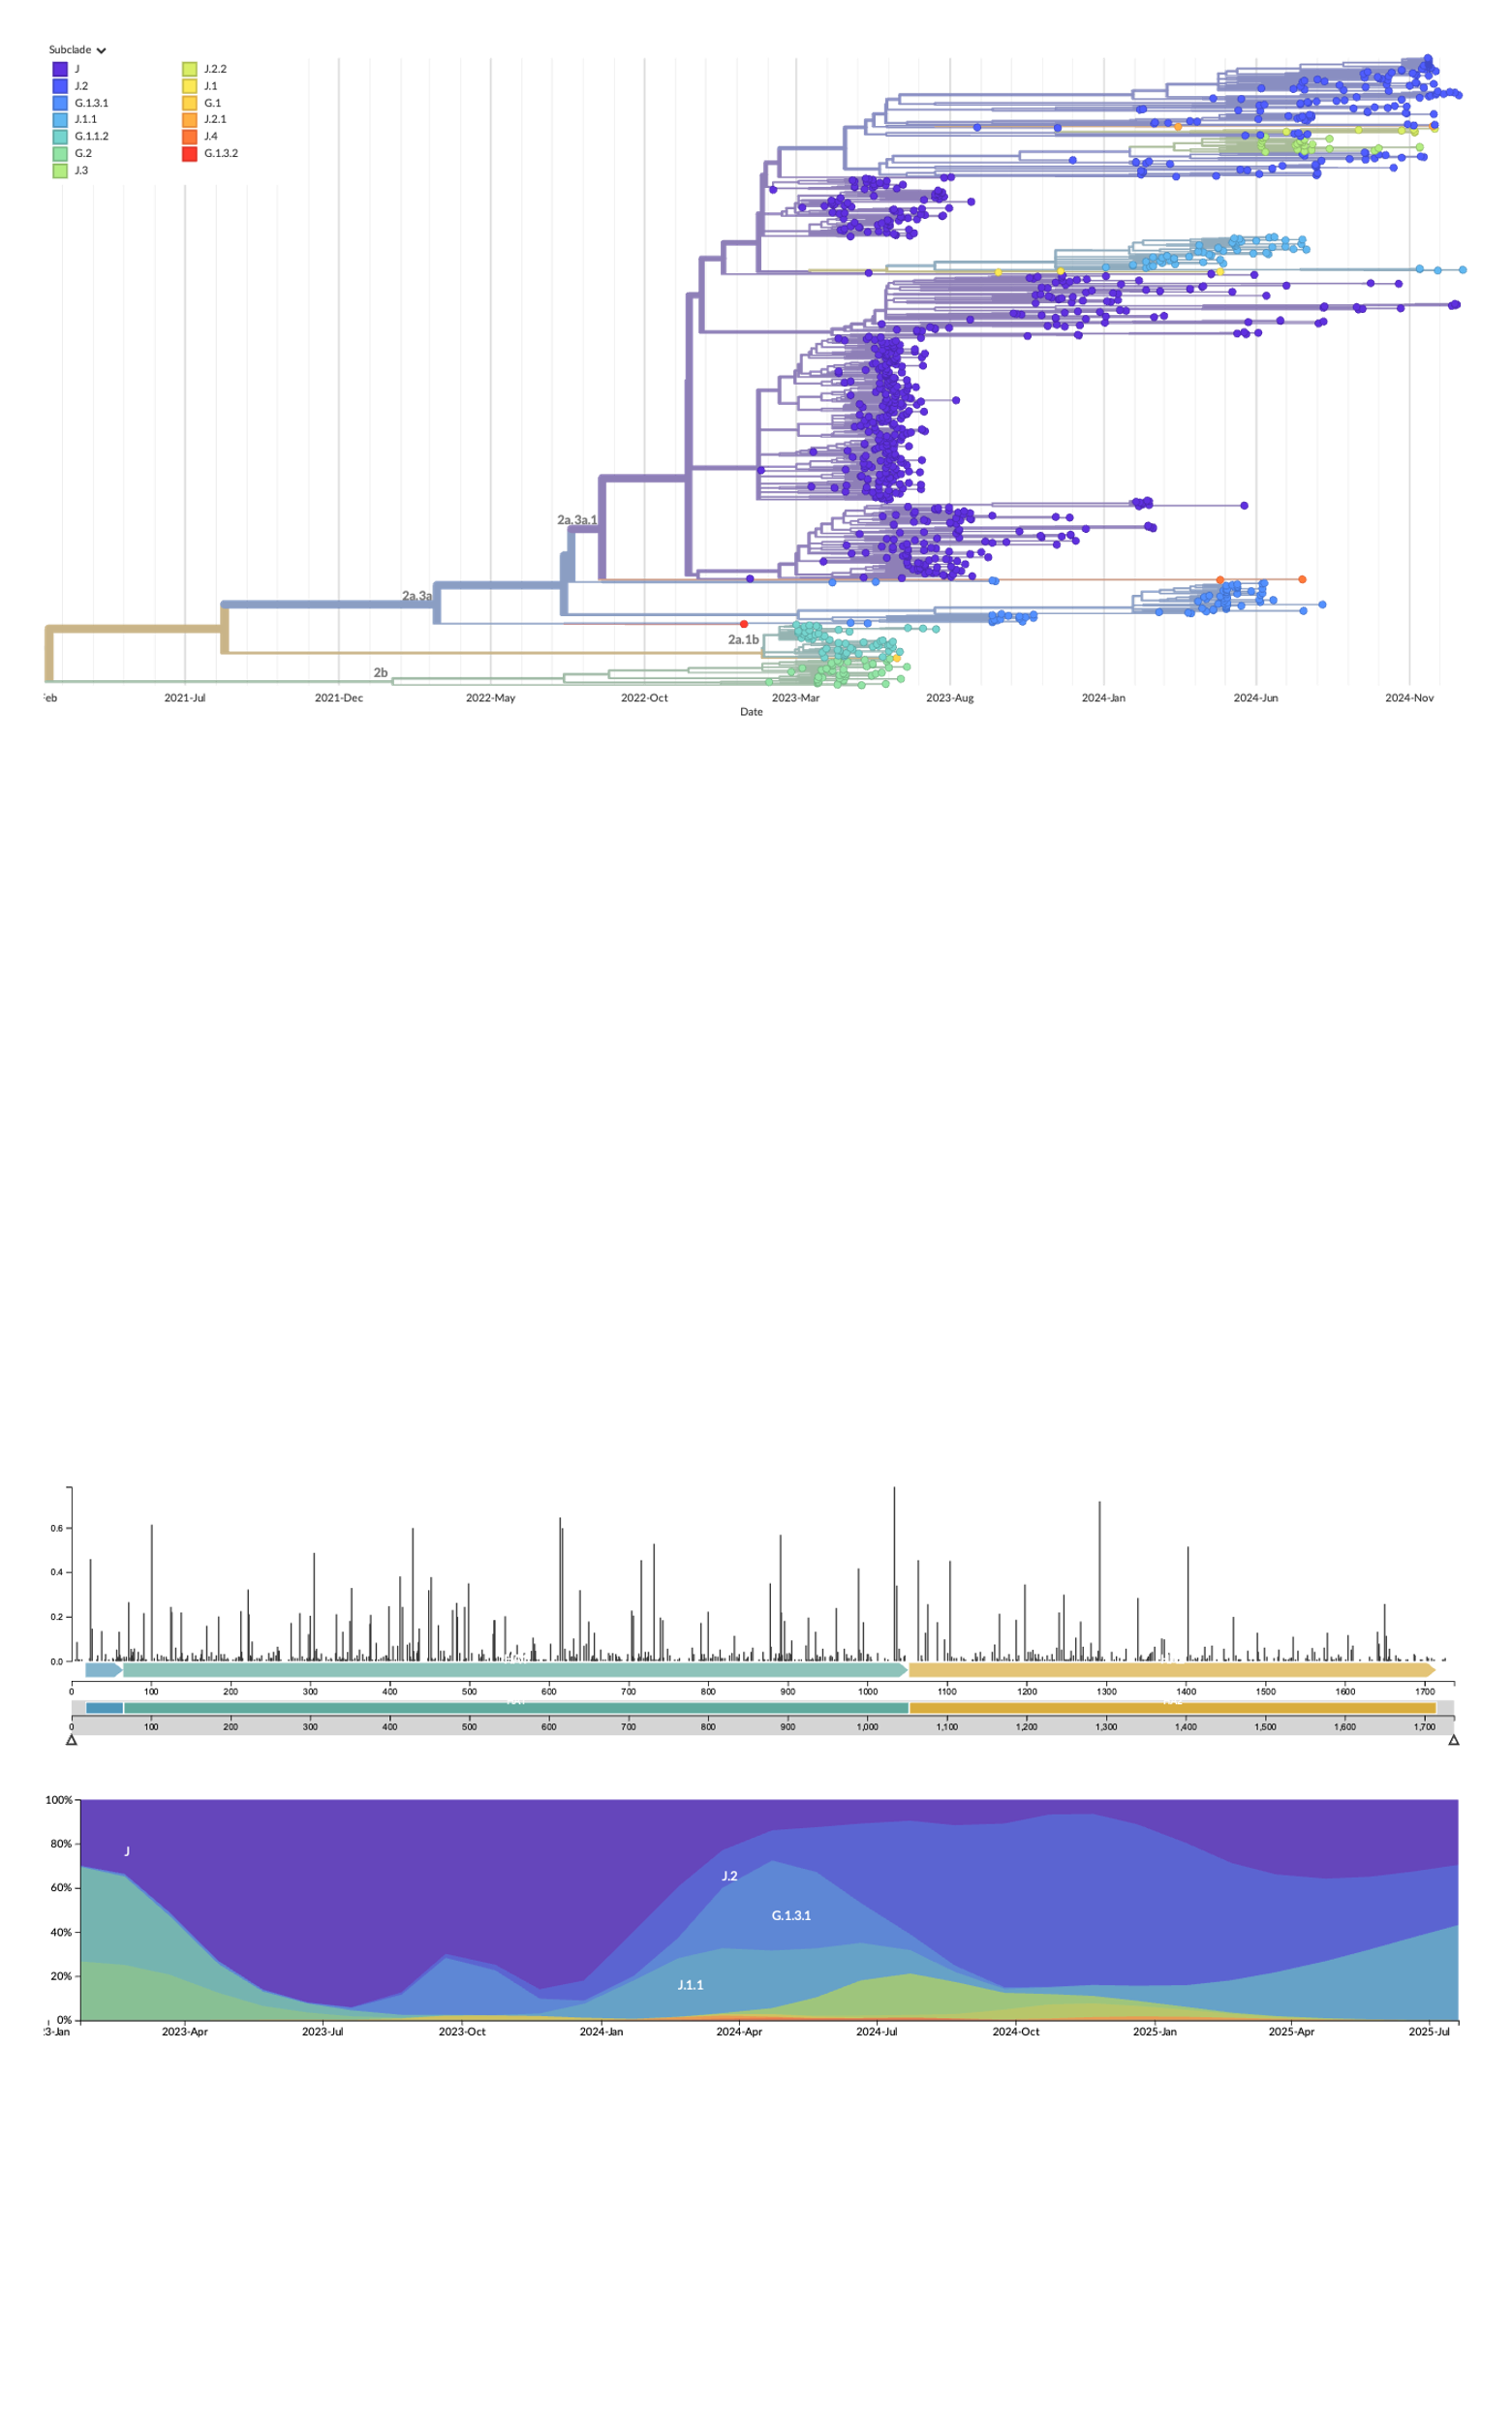 Subclade
J
J.2
G.1.3.1
J.1.1
G.1.1.2
G.2
J.3
J.2.2
J.1
G.1
J.2.1
J.4
G.1.3.2
2a.3a.1
2a.3a
2a.1b
2b
eb 2021-Jul 2021-Dec 2022-May 2022-Oct 2023-Mar 2023-Aug 2024-Jan 2024-Jun 2024-Nov
Date
0.6
0.4
0.2
0.0
0 100 200 300 400 500 600 700 800 900 1000 1100 1200 1300 1400 1500 1600 1700
0 100 200 300 400 500 600 700 800 900 1,000 1,100 1,200 1,300 1,400 1,500 1,600 1,700
100%
80%
60%
40%
20%
0%
J
J.2
G.1.3.1
J.1.1
3-Jan 2023-Apr 2023-Jul 2023-Oct 2024-Jan 2024-Apr 2024-Jul 2024-Oct 2025-Jan 2025-Apr 2025-Jul